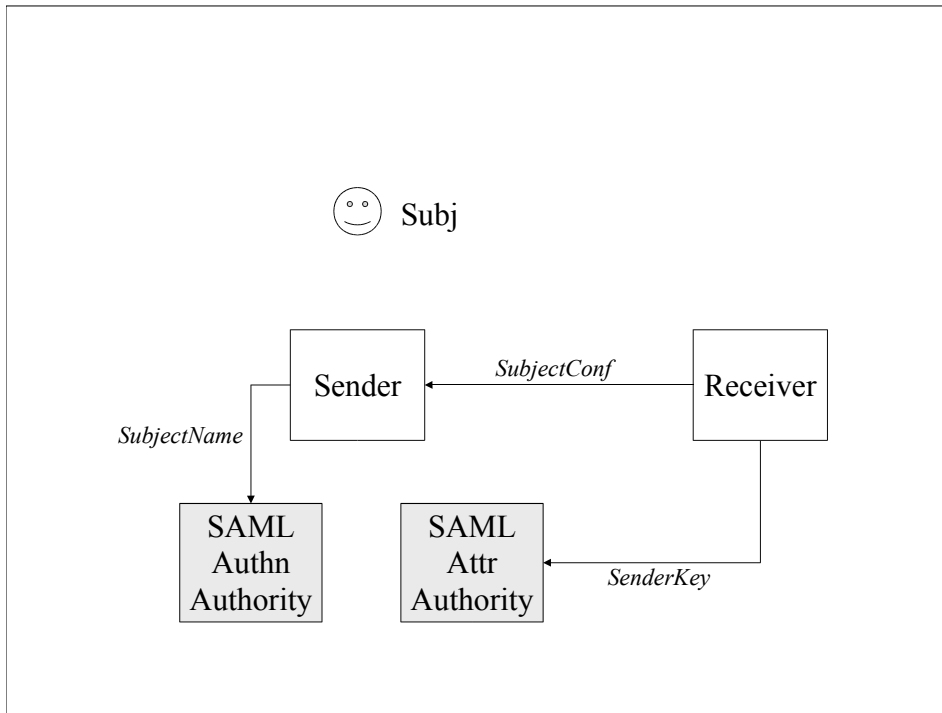 Subj
SubjectConf
Sender
Receiver
SubjectName
SAML
Authn
Authority
SAML
Attr
Authority
SenderKey